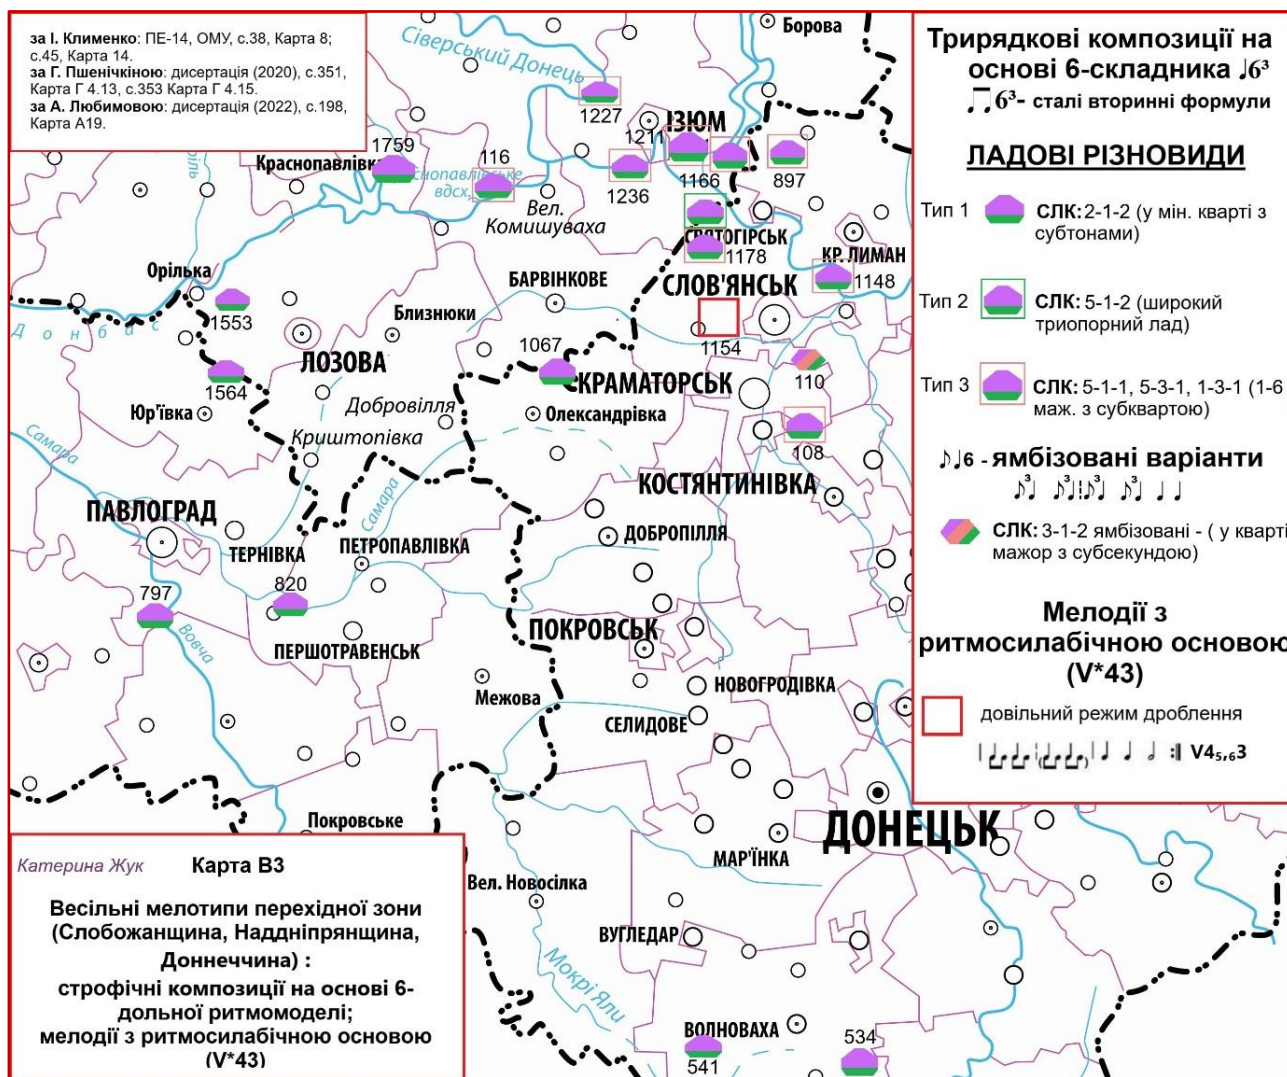 за І. Клименко: ПЕ-14, ОМУ, с.38, Карта 8;
с.45, Карта 14.
за Г. Пшенічкіною: дисертація (2020), с.351,
Карта Г 4.13, с.353 Карта Г 4.15.
за А. Любимовою: дисертація (2022), с.198,
Карта А19.
Сіверський Донець
Борова
1227
1211
ІЗЮМ
1759
Краснопавлівка
116
вдсх.
1236
1166
897
Вел.
Комишуваха
СВЯТОГІРСЬК
1178
КР. ЛИМАН
1148
Орілька
1553
БАРВІНКОВЕ
СЛОВ'ЯНСЬК
Донбас
Близнюки
1154
ЛОЗОВА
1067
КРАМАТОРСЬК
110
1564
Юр'ївка
Добровілля
Олександрівка
Криштопівка
108
Самара
Самара
КОСТЯНТИНІВКА
ПАВЛОГРАД
ТЕРНІВКА
ПЕТРОПАВЛІВКА
ДОБРОПІЛЛЯ
797
820
Вовча
ПЕРШОТРАВЕНСЬК
ПОКРОВСЬК
Межова
НОВОГРОДІВКА
СЕЛИДОВЕ
Покровське
ДОНЕЦЬК
МАР'ЇНКА
Вел. Новосілка
ВУГЛЕДАР
Мокрі Яли
ВОЛНОВАХА
541
534
Трирядкові композиції на
основі 6-складника ♩6³
♫ 6³- сталі вторинні формули
ЛАДОВІ РІЗНОВИДИ
Тип 1 СЛК: 2-1-2 (у мін. кварті з
субтонами)
Тип 2 СЛК: 5-1-2 (широкий
триопорний лад)
Тип 3 СЛК: 5-1-1, 5-3-1, 1-3-1 (1-6
маж. з субквартою)
♪♩6 - ямбізовані варіанти
СЛК: 3-1-2 ямбізовані - ( у кварті
мажор з субсекундою)
Мелодії з
ритмосилабічною основою
(V*43)
довільний режим дроблення
V4₅,₆3
Катерина Жук Карта В3
Весільні мелотипи перехідної зони
(Слобожанщина, Наддніпрянщина,
Доннеччина) :
строфічні композиції на основі 6-
дольної ритмомоделі;
мелодії з ритмосилабічною основою
(V*43)